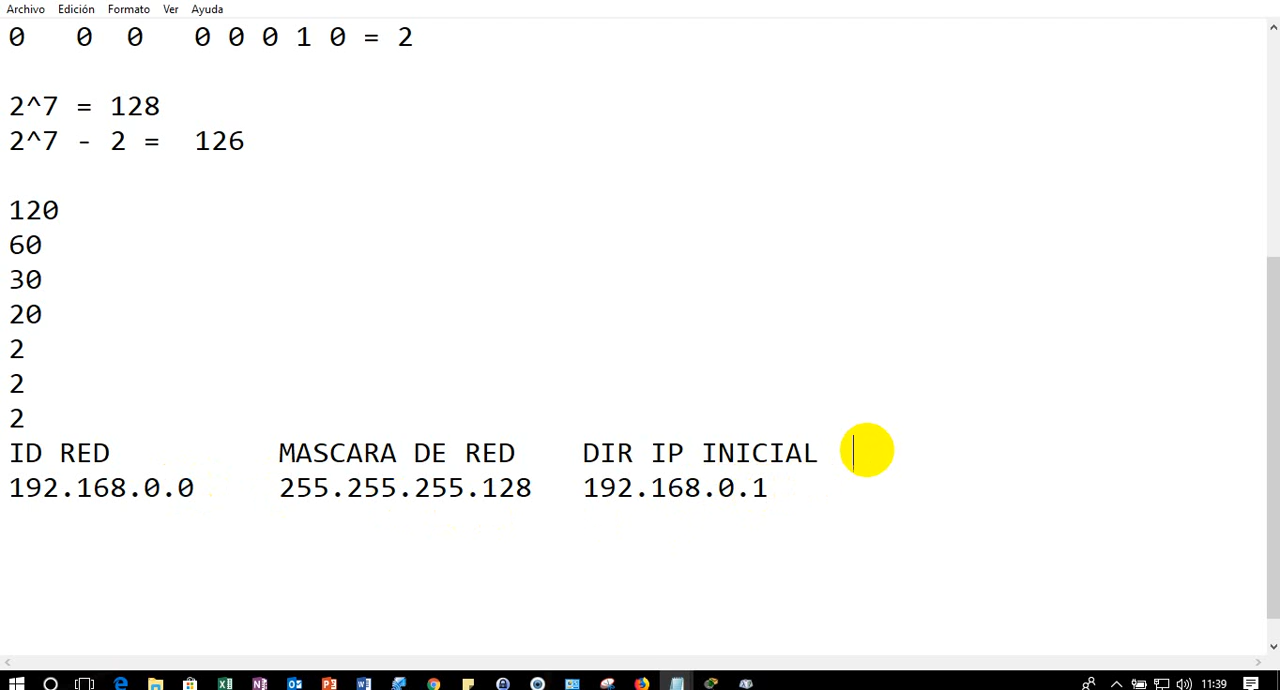 Archivo Edición Formato Ver Ayuda
0 0 0 0 0 0 1 0 = 2
2^7 = 128
2^7 - 2 = 126
120
60
30
20
2
2
2
ID RED MASCARA DE RED DIR IP INICIAL
192.168.0.0 255.255.255.128 192.168.0.1
11:39